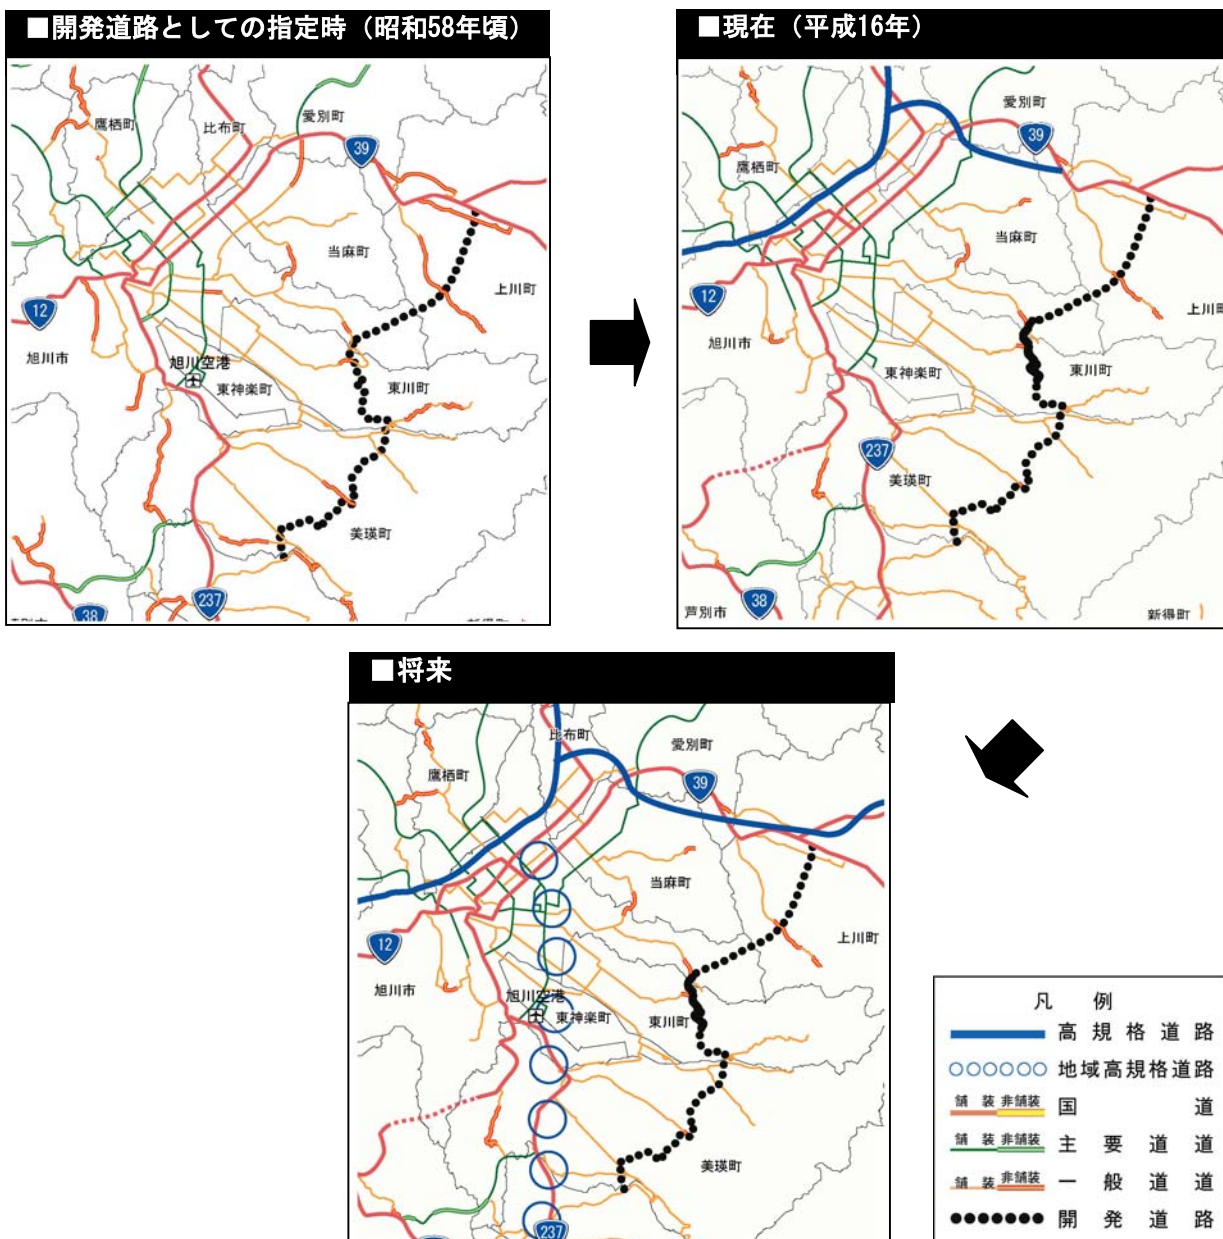 ■開発道路としての指定時（昭和58年頃）
鷹栖町
比布町
愛別町
39
当麻町
上川町
12
旭川市
旭川空港
東神楽町
東川町
美瑛町
237
38
■現在（平成16年）
愛別町
39
鷹栖町
当麻町
上川町
12
旭川市
東神楽町
東川町
237
美瑛町
芦別市
38
新得町
■将来
比布町
愛別町
鷹栖町
39
当麻町
上川町
12
旭川市
旭川空港
東神楽町
東川町
美瑛町
237
凡　例
高規格道路
地域高規格道路
舗装 非舗装 国道
舗装 非舗装 主要道道
舗装 非舗装 一般道道
開発道路